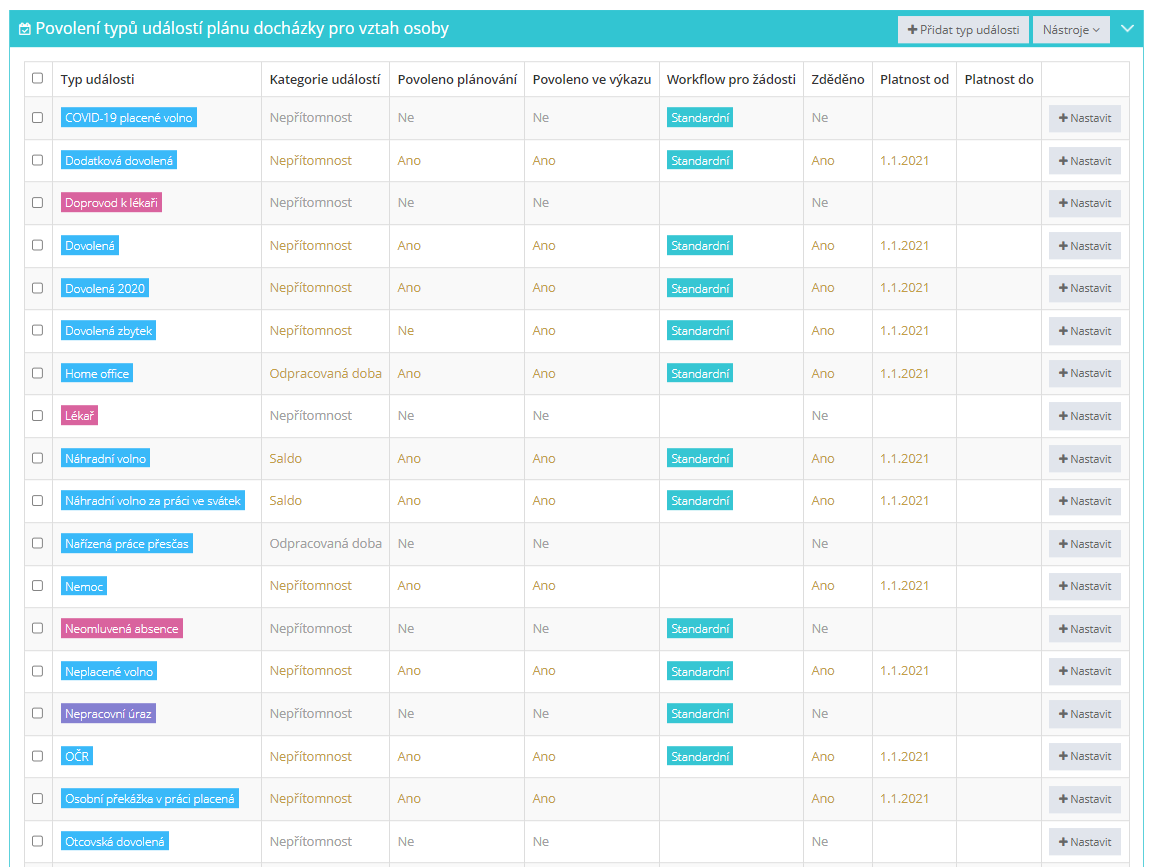 Povolení typů událostí plánu docházky pro vztah osoby Přidat typ události Nástroje
Typ události Kategorie událostí Povoleno plánování Povoleno ve výkazu Workflow pro žádosti Zděděno Platnost od Platnost do
COVID-19 placené volno Nepřítomnost Ne Ne Standardní Ne Nastavit
Dodatková dovolená Nepřítomnost Ano Ano Standardní Ano 1.1.2021 Nastavit
Doprovod k lékaři Nepřítomnost Ne Ne Ne Nastavit
Dovolená Nepřítomnost Ano Ano Standardní Ano 1.1.2021 Nastavit
Dovolená 2020 Nepřítomnost Ano Ano Standardní Ano 1.1.2021 Nastavit
Dovolená zbytek Nepřítomnost Ne Ano Standardní Ano 1.1.2021 Nastavit
Home office Odpracovaná doba Ano Ano Standardní Ano 1.1.2021 Nastavit
Lékař Nepřítomnost Ne Ne Ne Nastavit
Náhradní volno Saldo Ano Ano Standardní Ano 1.1.2021 Nastavit
Náhradní volno za práci ve svátek Saldo Ano Ano Standardní Ano 1.1.2021 Nastavit
Nařízená práce přesčas Odpracovaná doba Ne Ne Ne Nastavit
Nemoc Nepřítomnost Ano Ano Ano 1.1.2021 Nastavit
Neomluvená absence Nepřítomnost Ne Ne Standardní Ne Nastavit
Neplacené volno Nepřítomnost Ano Ano Standardní Ano 1.1.2021 Nastavit
Nepracovní úraz Nepřítomnost Ne Ne Standardní Ne Nastavit
OČR Nepřítomnost Ano Ano Standardní Ano 1.1.2021 Nastavit
Osobní překážka v práci placená Nepřítomnost Ano Ano Ano 1.1.2021 Nastavit
Otcovská dovolená Nepřítomnost Ne Ne Ne Nastavit